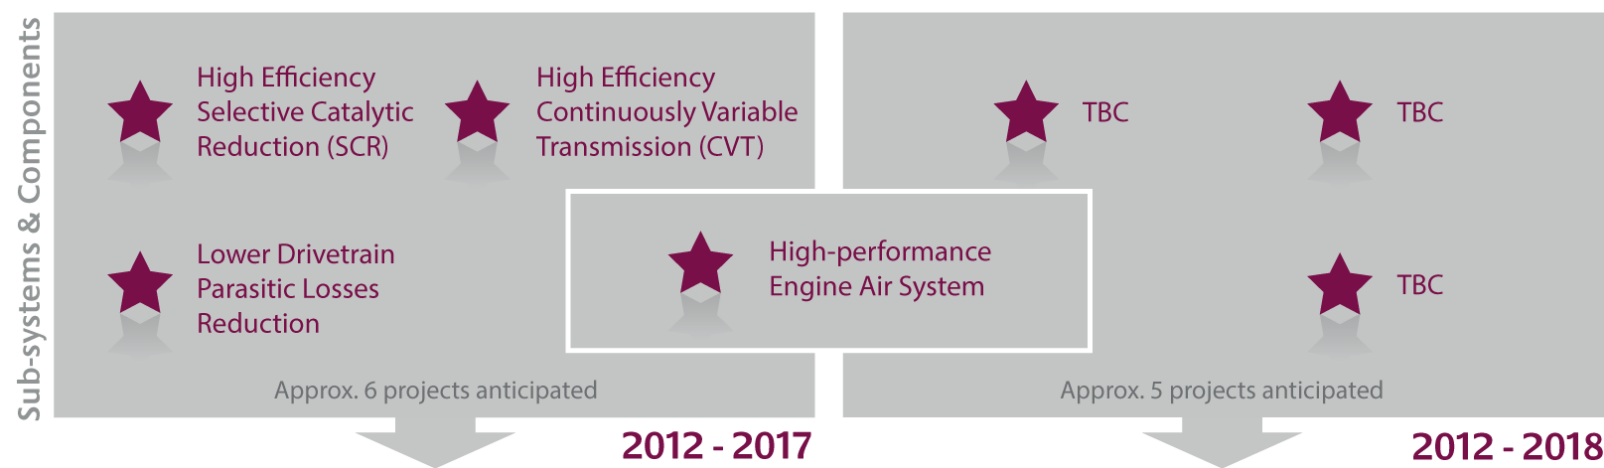 Sub-systems & Components
High Efficiency
Selective Catalytic
Reduction (SCR)
High Efficiency
Continuously Variable
Transmission (CVT)
Lower Drivetrain
Parasitic Losses
Reduction
High-performance
Engine Air System
Approx. 6 projects anticipated
2012 - 2017
TBC
TBC
TBC
Approx. 5 projects anticipated
2012 - 2018